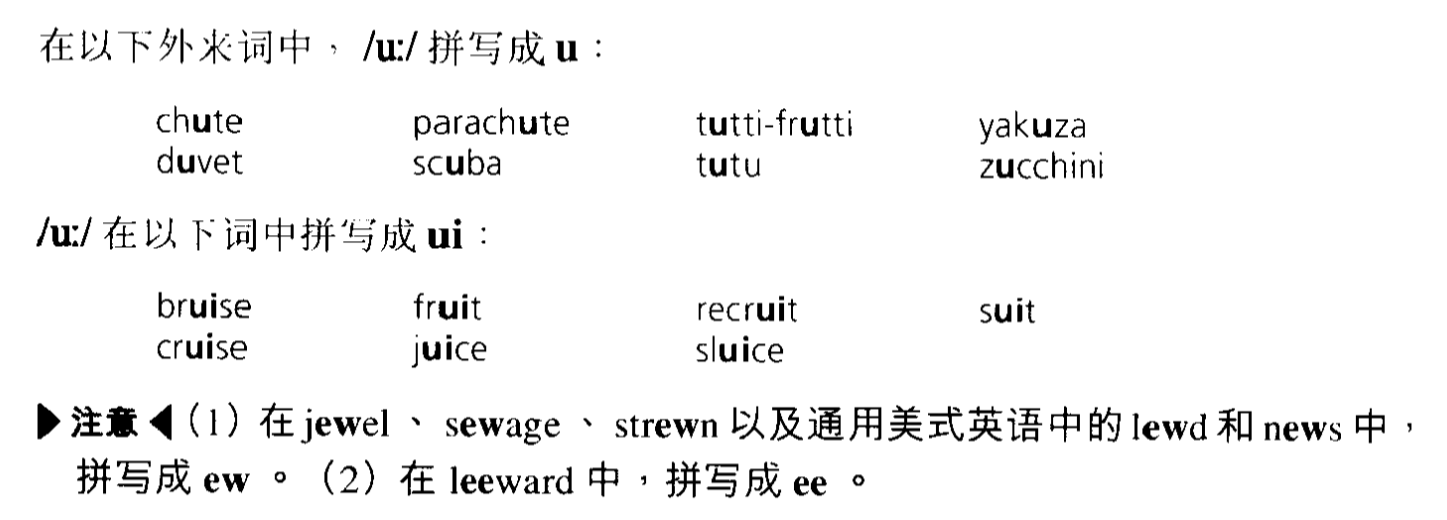 在以下外来词中，/u:/ 拼写成 u：
chute parachute tutti-frutti yakuza
duvet scuba tutu zucchini
/u:/ 在以下词中拼写成 ui：
bruise fruit recruit suit
cruise juice sluice
▶注意◀（1）在 jewel、sewage、strewn 以及通用美式英语中的 lewd 和 news 中，
拼写成 ew。（2）在 leeward 中，拼写成 ee。